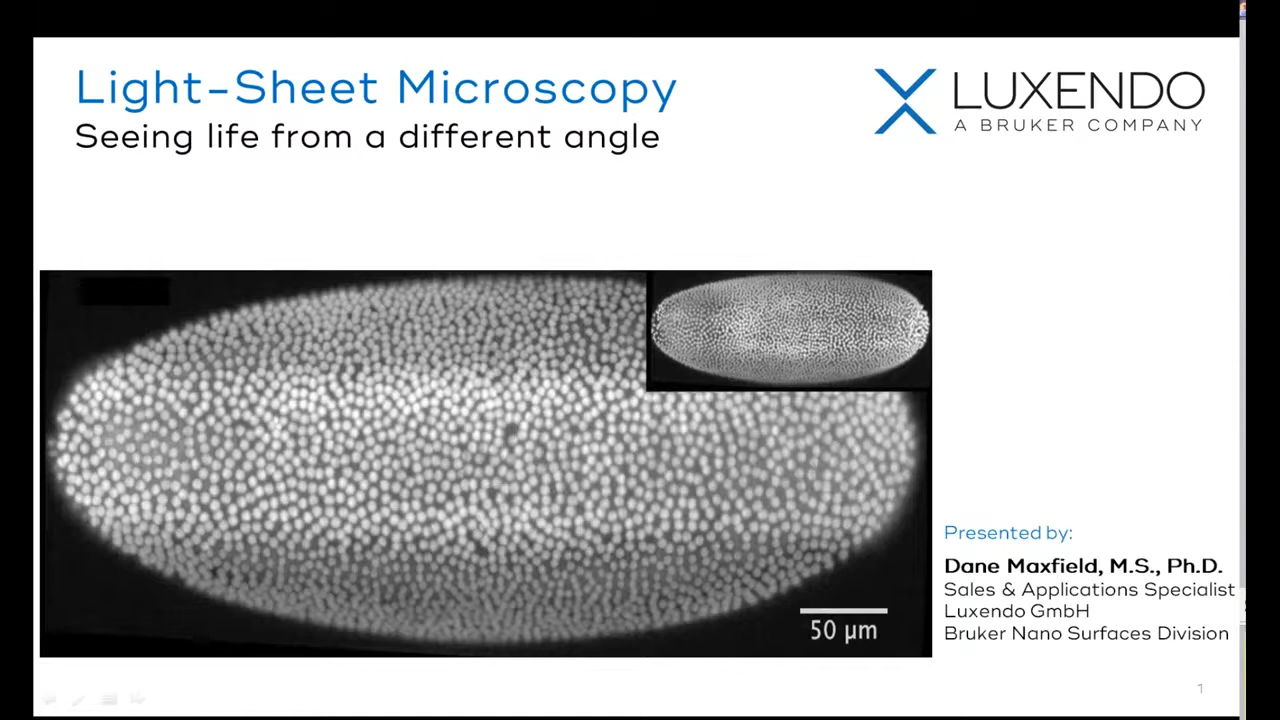 Light-Sheet Microscopy
Seeing life from a different angle
LUXENDO
A BRUKER COMPANY
50 µm
Presented by:
Dane Maxfield, M.S., Ph.D.
Sales & Applications Specialist
Luxendo GmbH
Bruker Nano Surfaces Division
1